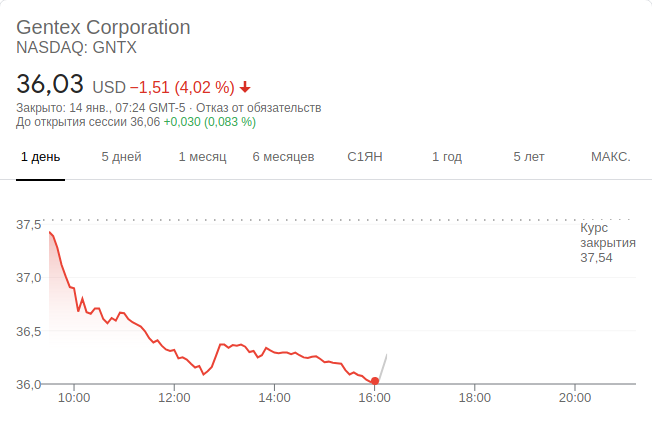 Gentex Corporation
NASDAQ: GNTX
36,03 USD −1,51 (4,02 %)
Закрыто: 14 янв., 07:24 GMT-5 · Отказ от обязательств
До открытия сессии 36,06 +0,030 (0,083 %)
1 день 5 дней 1 месяц 6 месяцев С1ЯН 1 год 5 лет МАКС.
37,5
Курс
закрытия
37,54
37,0
36,5
36,0
10:00 12:00 14:00 16:00 18:00 20:00